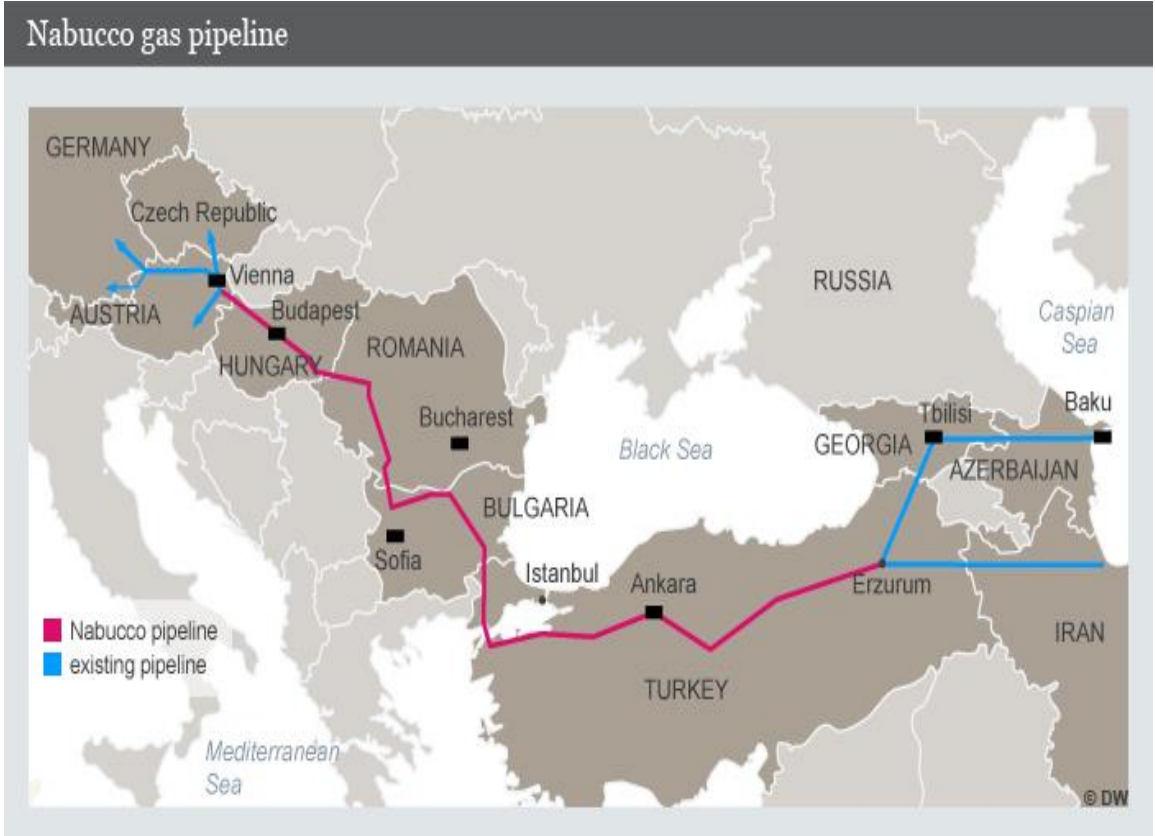 Nabucco gas pipeline
GERMANY
Czech Republic
Vienna
AUSTRIA
Budapest
HUNGARY
ROMANIA
Bucharest
RUSSIA
Caspian
Sea
Black Sea
Tbilisi
Baku
GEORGIA
AZERBAIJAN
BULGARIA
Sofia
Istanbul
Ankara
Erzurum
IRAN
TURKEY
Nabucco pipeline
existing pipeline
Mediterranean
Sea
© DW